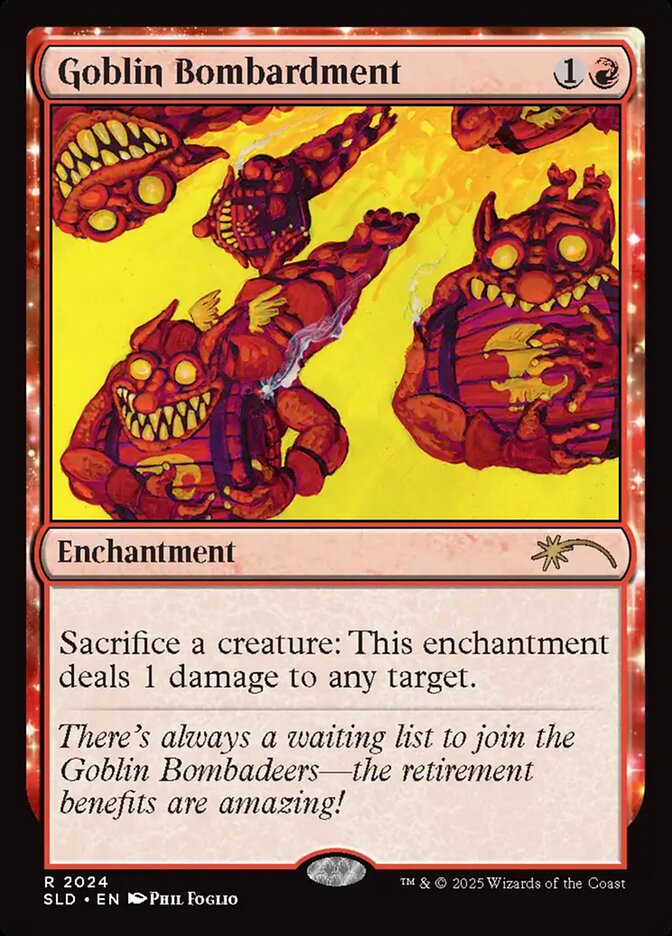 Goblin Bombardment 1
Enchantment
Sacrifice a creature: This enchantment
deals 1 damage to any target.
There's always a waiting list to join the
Goblin Bombadeers—the retirement
benefits are amazing!
R 2024
SLD • EN Phil Foglio
™ & © 2025 Wizards of the Coast